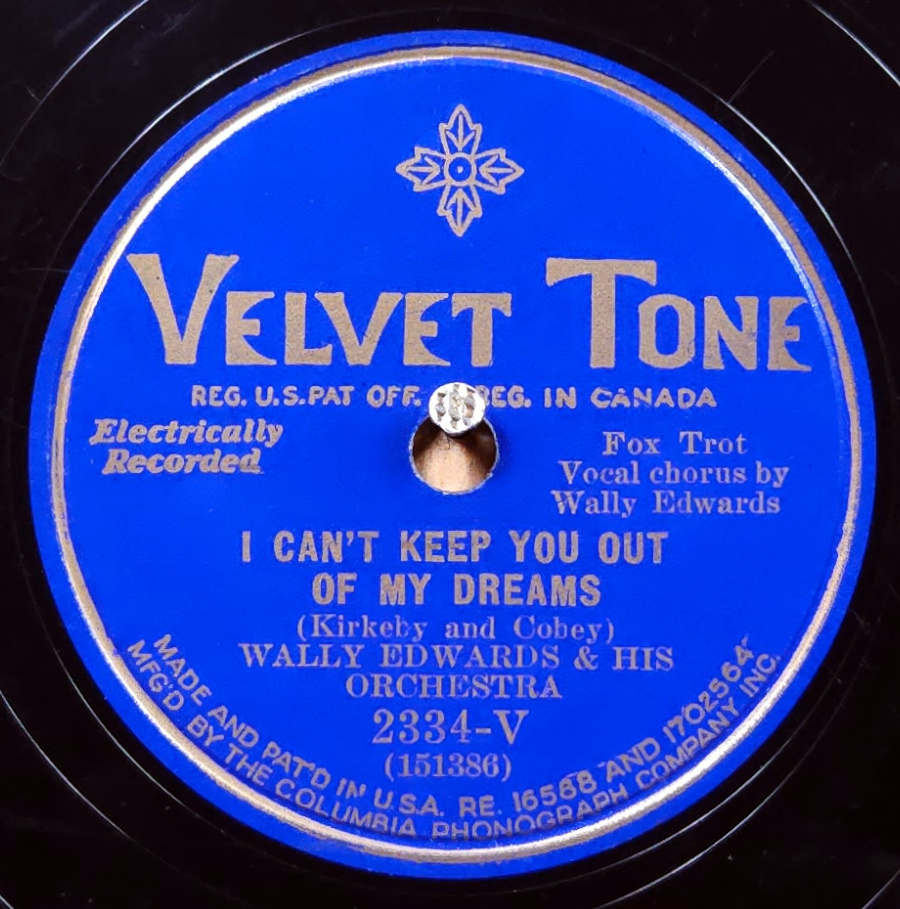 VELVET TONE
REG. U.S. PAT OFF. REG. IN CANADA
Electrically
Recorded
Fox Trot
Vocal chorus by
Wally Edwards
I CAN'T KEEP YOU OUT
OF MY DREAMS
(Kirkeby and Cobey)
WALLY EDWARDS & HIS
ORCHESTRA
2334-V
(151386)
MADE AND PAT'D IN U.S.A. RE. 16588 AND 1702564
MFG'D BY THE COLUMBIA PHONOGRAPH COMPANY INC.